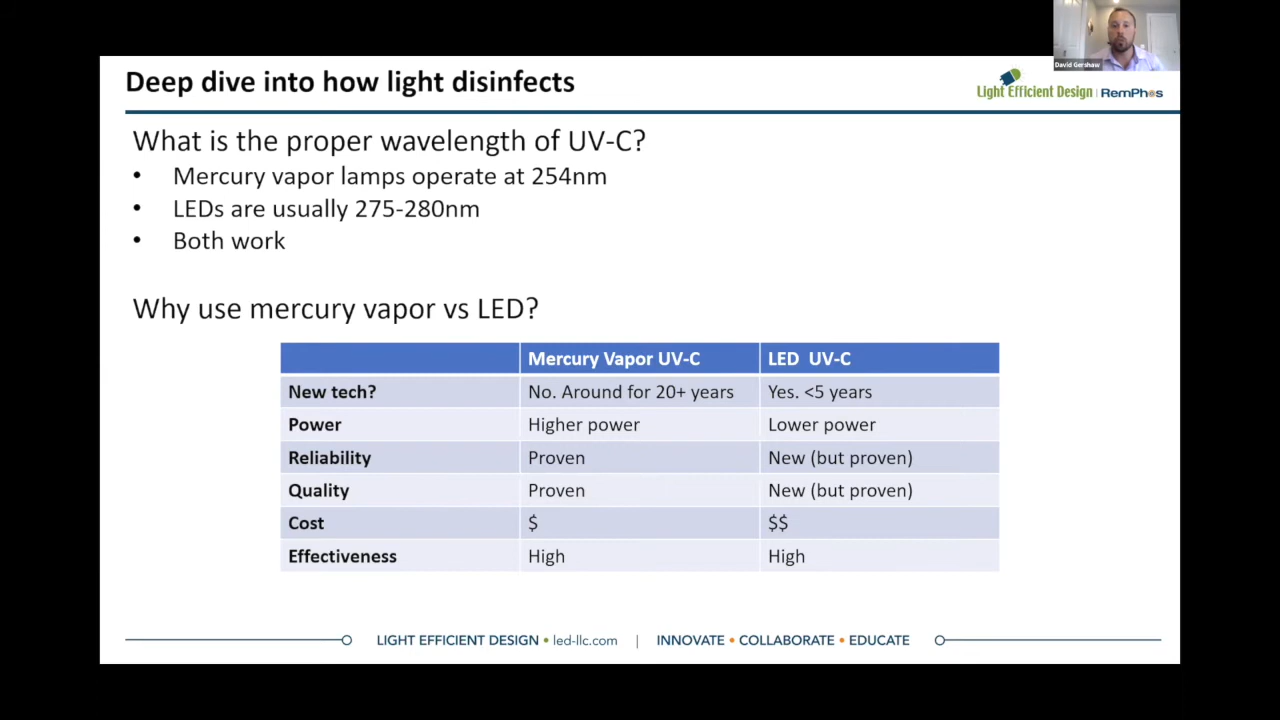 David Gershaw
Deep dive into how light disinfects
Light Efficient Design | RemPhos
What is the proper wavelength of UV-C?
• Mercury vapor lamps operate at 254nm
• LEDs are usually 275-280nm
• Both work
Why use mercury vapor vs LED?
Mercury Vapor UV-C LED UV-C
New tech? No. Around for 20+ years Yes. <5 years
Power Higher power Lower power
Reliability Proven New (but proven)
Quality Proven New (but proven)
Cost $ $$
Effectiveness High High
LIGHT EFFICIENT DESIGN • led-llc.com | INNOVATE • COLLABORATE • EDUCATE